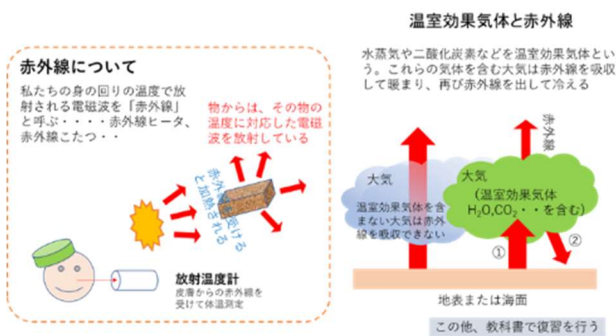 赤外線について
私たちの身の回りの温度で放
射される電磁波を「赤外線」
と呼ぶ・・・・赤外線ヒータ、
赤外線こたつ・・
物からは、その物の
温度に対応した電磁
波を放射している
赤外線を受ける
と加熱される
放射温度計
皮膚からの赤外線を
受けて体温測定
温室効果気体と赤外線
水蒸気や二酸化炭素などを温室効果気体とい
う。これらの気体を含む大気は赤外線を吸収
して暖まり、再び赤外線を出して冷える
大気
温室効果気体を含
まない大気は赤外
線を吸収できない
赤外線
大気
(温室効果気体
H₂O,CO₂・・を含む)
①
②
地表または海面
この他、教科書で復習を行う